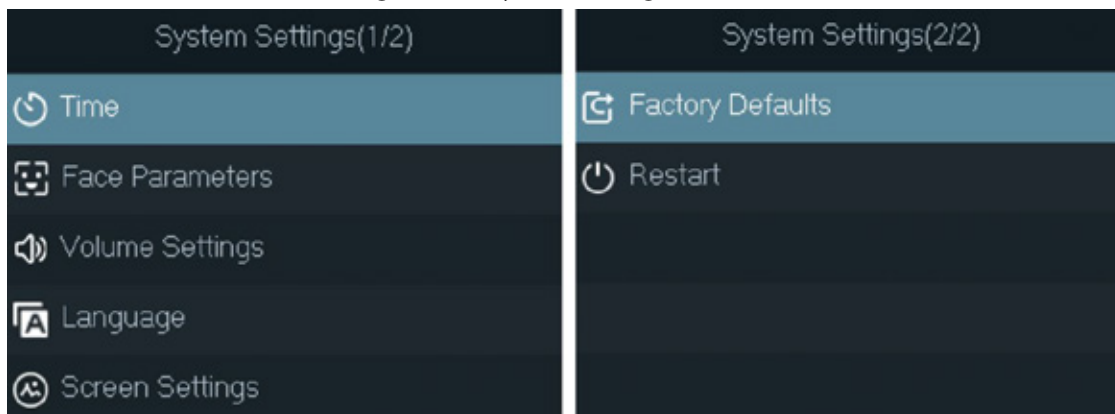 System Settings(1/2)
Time
Face Parameters
Volume Settings
Language
Screen Settings
System Settings(2/2)
Factory Defaults
Restart